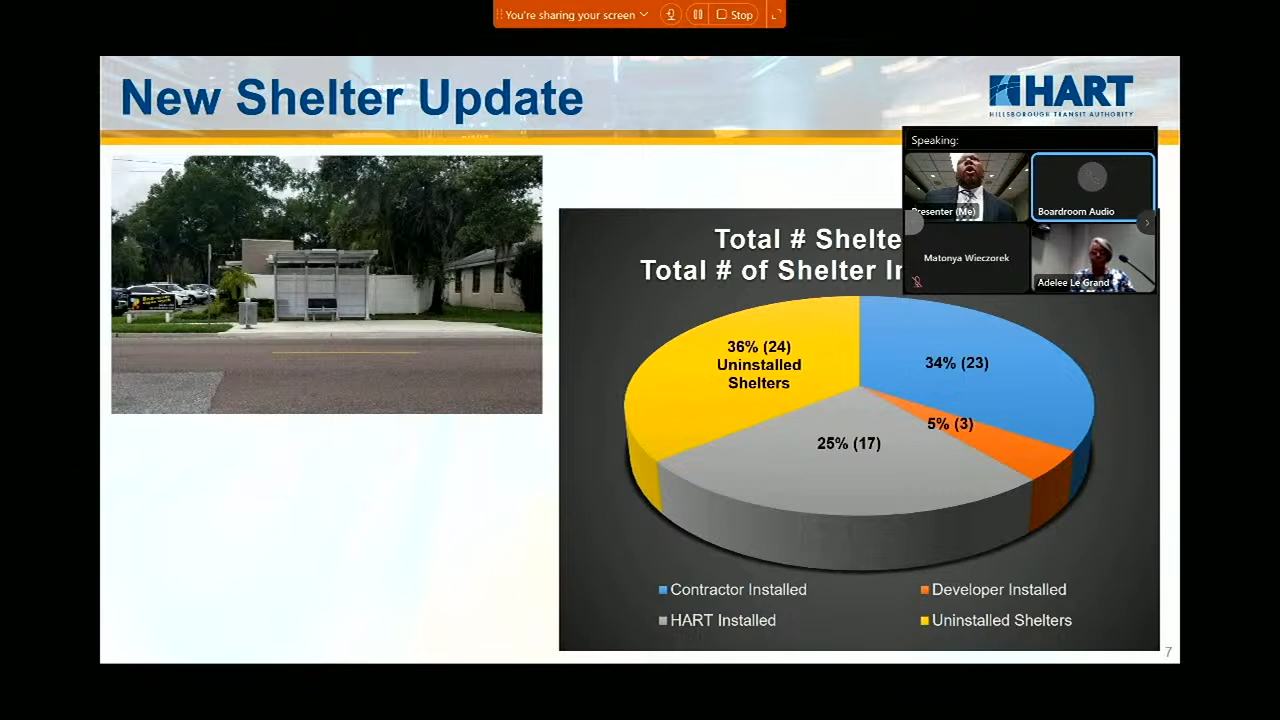 You're sharing your screen
Stop
New Shelter Update
HART
HILLSBOROUGH TRANSIT AUTHORITY
Speaking:
Presenter (Me)
Boardroom Audio
Matonya Wieczorek
Adelee Le Grand
Total # Shelte
Total # of Shelter In
36% (24)
Uninstalled
Shelters
34% (23)
5% (3)
25% (17)
Contractor Installed
Developer Installed
HART Installed
Uninstalled Shelters
7